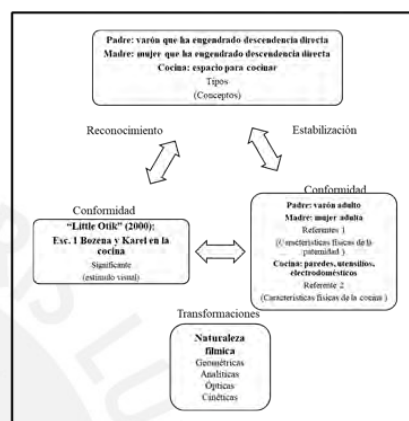 Padre: varón que ha engendrado descendencia directa
Madre: mujer que ha engendrado descendencia directa
Cocina: espacio para cocinar
Tipos
(Conceptos)
Reconocimiento
Estabilización
Conformidad
“Little Otik” (2000):
Esc. 1 Bozena y Karel en la
cocina
Significante
(estímulo visual)
Conformidad
Padre: varón adulto
Madre: mujer adulta
Referentes 1
(Características físicas de la
paternidad )
Cocina: paredes, utensilios,
electrodomésticos
Referente 2
(Características físicas de la cocina )
Transformaciones
Naturaleza
fílmica
Geométricas
Analíticas
Ópticas
Cinéticas